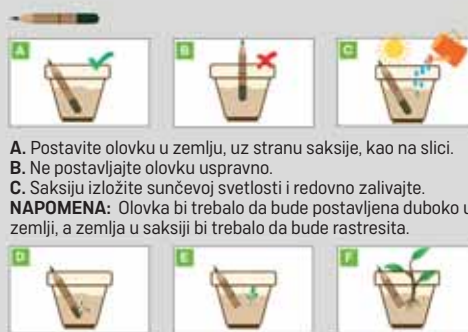 A
B
C
A. Postavite olovku u zemlju, uz stranu saksije, kao na slici.
B. Ne postavljajte olovku uspravno.
C. Saksiju izložite sunčevoj svetlosti i redovno zalivajte.
NAPOMENA: Olovka bi trebalo da bude postavljena duboko u
zemlji, a zemlja u saksiji bi trebalo da bude rastresita.
D
E
F